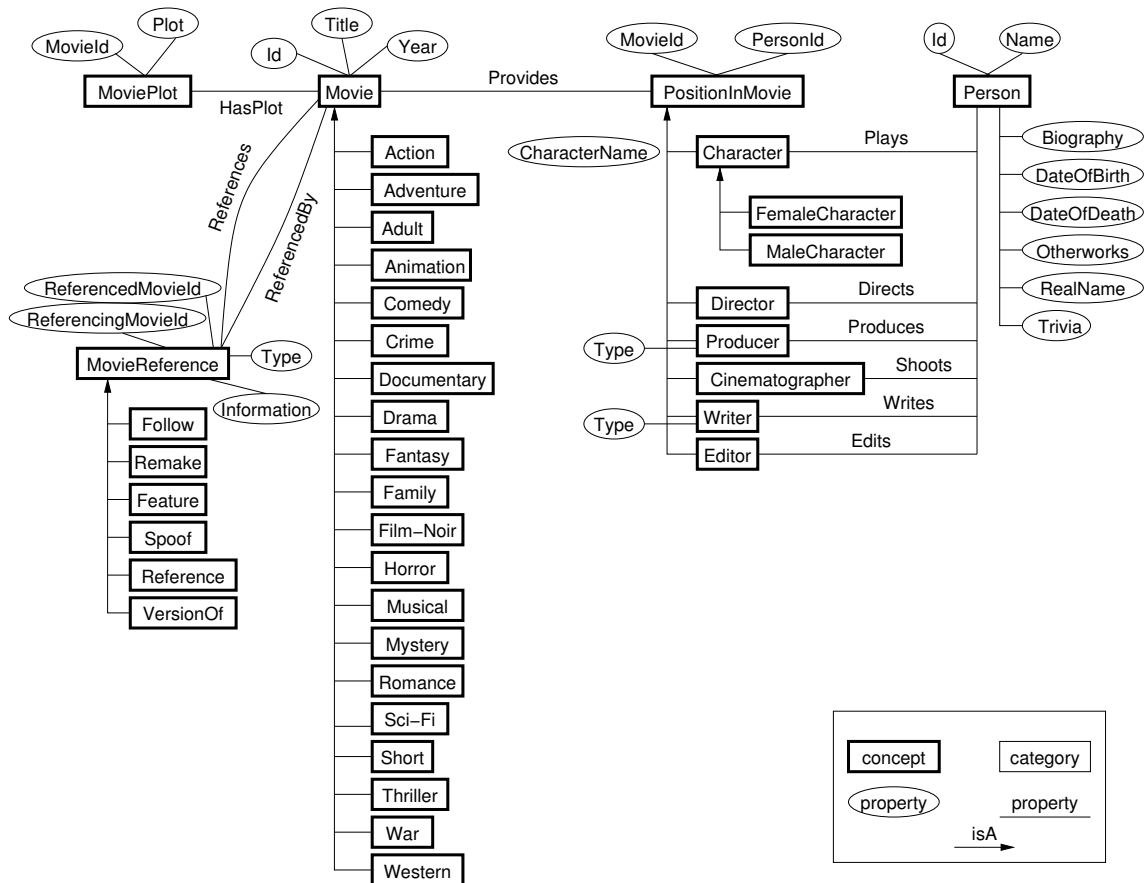 Plot
Title
MovieId
Id
Year
MovieId
PersonId
Id
Name
MoviePlot
HasPlot
Movie
Provides
PositionInMovie
Person
Action
Adventure
Adult
Animation
Comedy
Crime
Documentary
Drama
Fantasy
Family
Film−Noir
Horror
Musical
Mystery
Romance
Sci−Fi
Short
Thriller
War
Western
References
ReferencedBy
ReferencedMovieId
ReferencingMovieId
MovieReference
Type
Information
Follow
Remake
Feature
Spoof
Reference
VersionOf
CharacterName
Character
Plays
FemaleCharacter
MaleCharacter
Director
Directs
Type
Producer
Produces
Cinematographer
Shoots
Type
Writer
Writes
Editor
Edits
Biography
DateOfBirth
DateOfDeath
Otherworks
RealName
Trivia
concept
category
property
property
isA